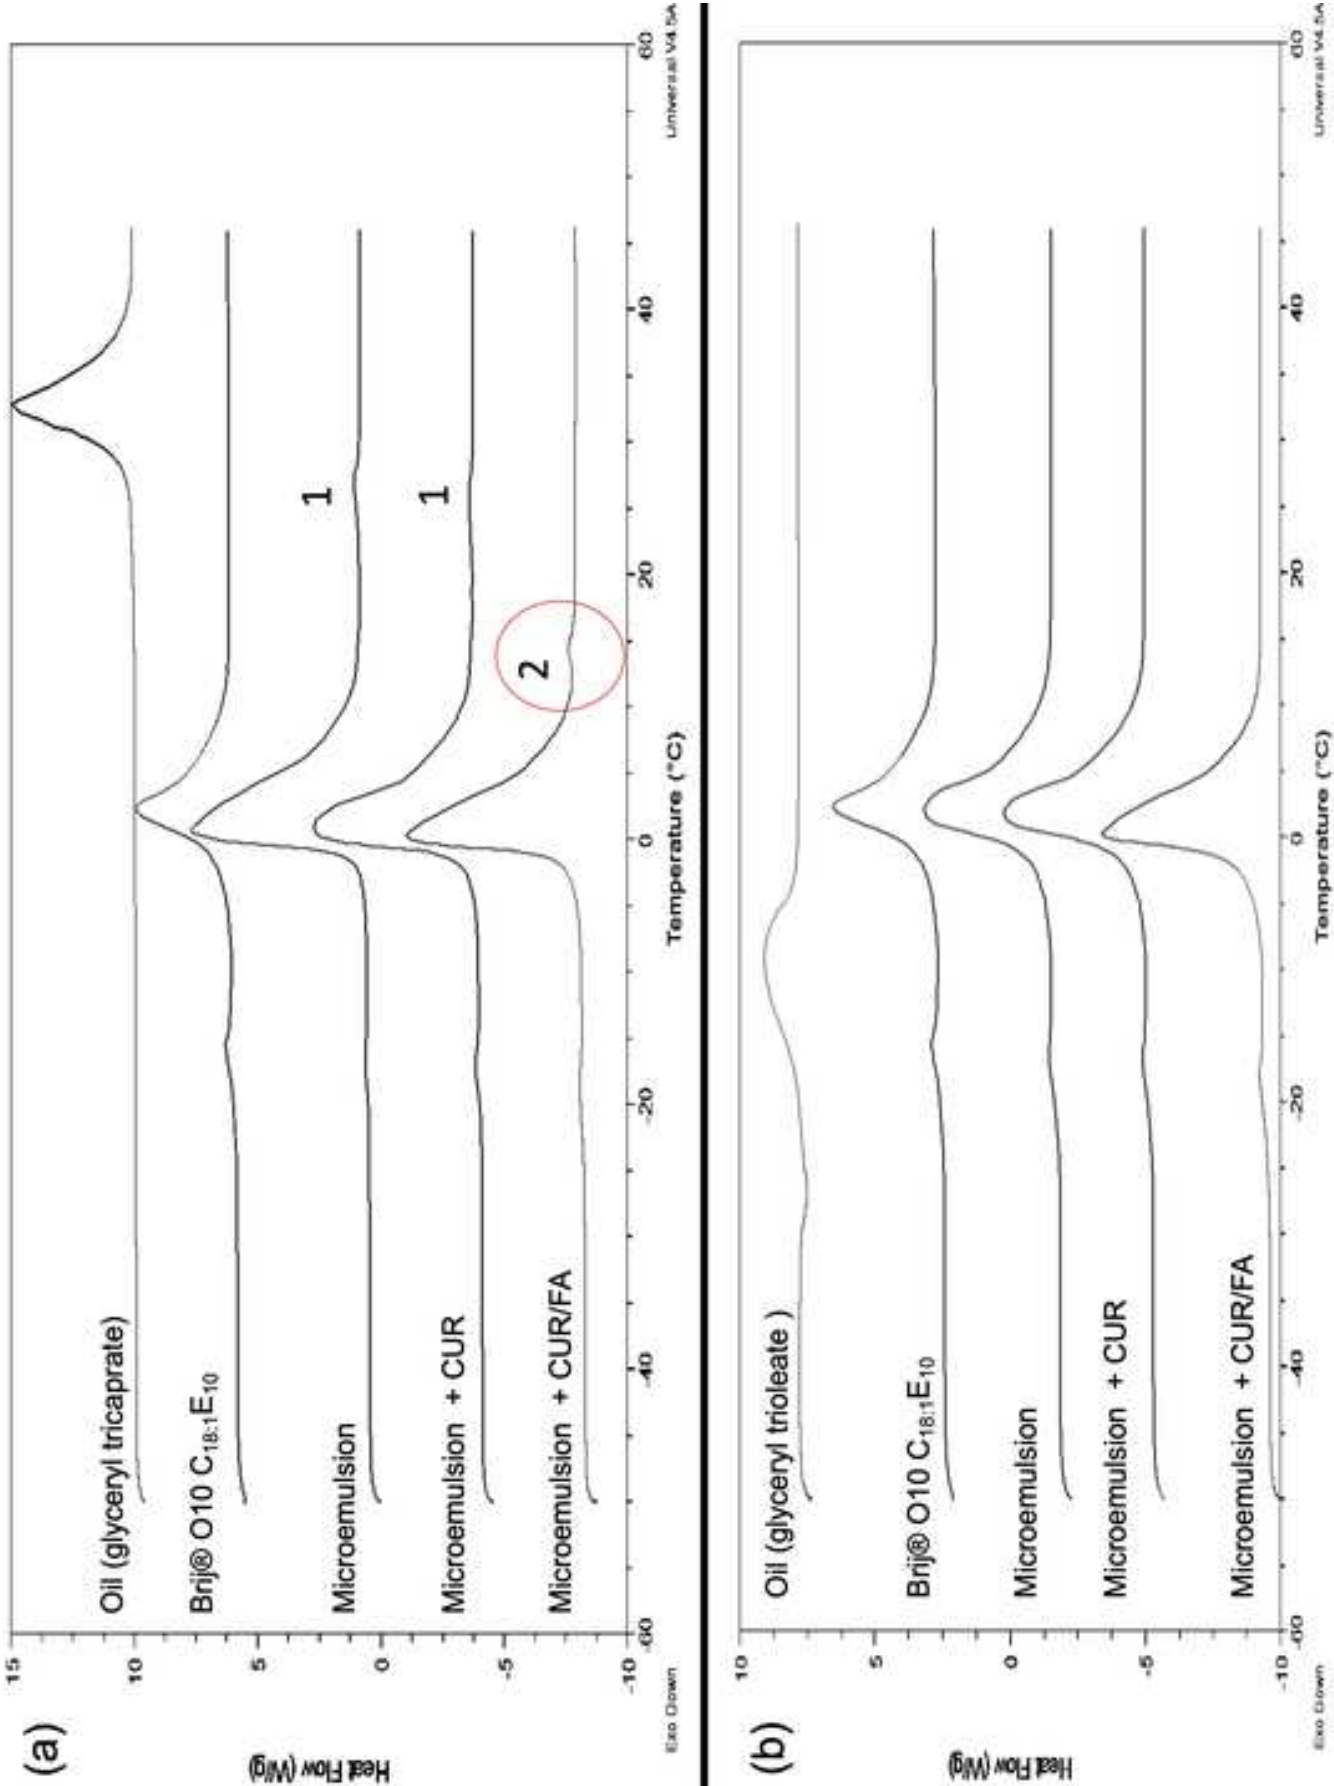 (a)
15
10
5
0
-5
-10
Heat Flow (W/g)
Oil (glyceryl tricaprate)
Brij® O10 C18:1E10
Microemulsion
1
Microemulsion + CUR
1
Microemulsion + CUR/FA
2
-60
-40
-20
0
20
40
60
Exo Down
Temperature (°C)
Universal V4.5A
(b)
10
5
0
-5
-10
Heat Flow (W/g)
Oil (glyceryl trioleate )
Brij® O10 C18:1E10
Microemulsion
Microemulsion + CUR
Microemulsion + CUR/FA
-60
-40
-20
0
20
40
60
Exo Down
Temperature (°C)
Universal V4.5A